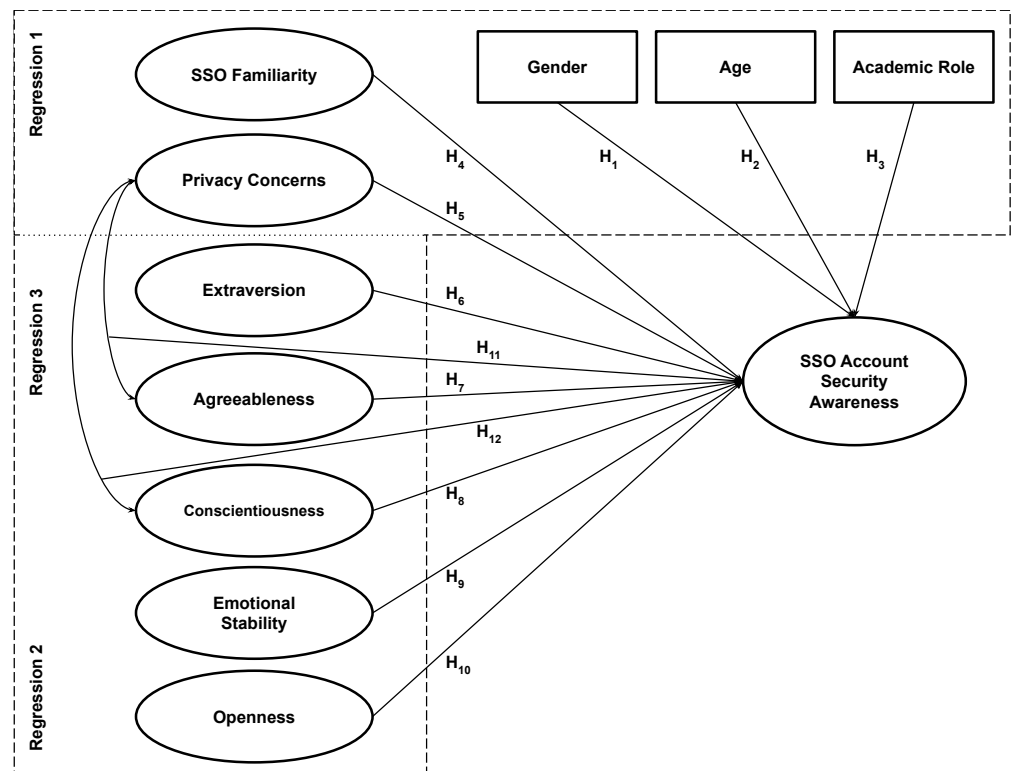 Regression 1
SSO Familiarity
Gender
Age
Academic Role
H1
H2
H3
H4
Privacy Concerns
H5
Regression 3
Extraversion
H6
H11
SSO Account
Security
Awareness
Agreeableness
H7
H12
Conscientiousness
H8
Emotional
Stability
H9
Regression 2
H10
Openness